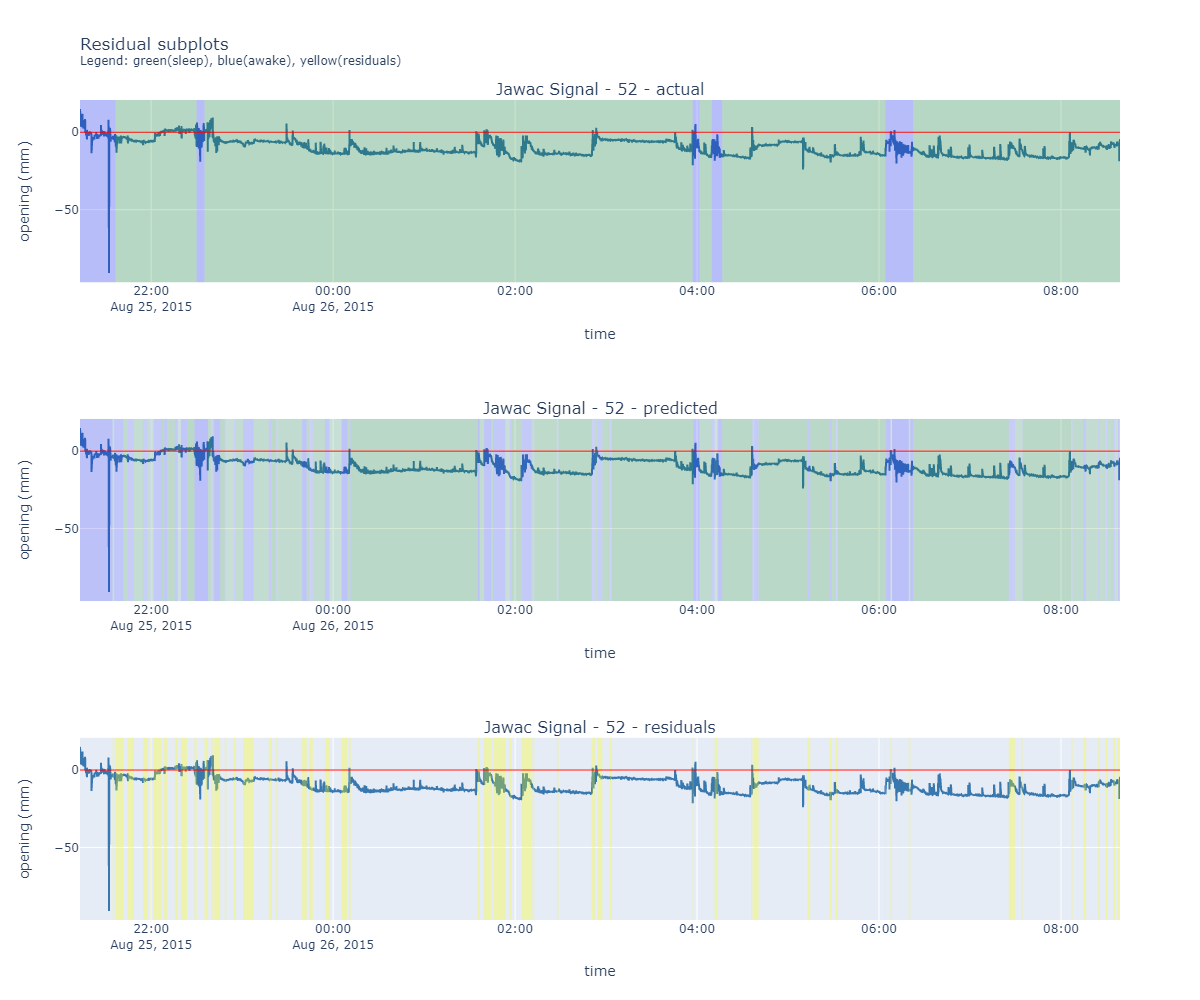 Residual subplots
Legend: green(sleep), blue(awake), yellow(residuals)
Jawac Signal - 52 - actual
0
−50
opening (mm)
22:00 00:00 02:00 04:00 06:00 08:00
Aug 25, 2015 Aug 26, 2015
time
Jawac Signal - 52 - predicted
0
−50
opening (mm)
22:00 00:00 02:00 04:00 06:00 08:00
Aug 25, 2015 Aug 26, 2015
time
Jawac Signal - 52 - residuals
0
−50
opening (mm)
22:00 00:00 02:00 04:00 06:00 08:00
Aug 25, 2015 Aug 26, 2015
time